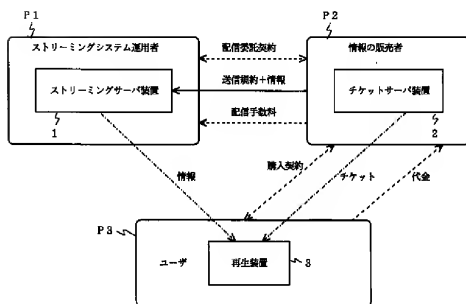 P1
P2
ストリーミングシステム運用者
配信委託契約
情報の販売者
ストリーミングサーバ装置
送信規約+情報
チケットサーバ装置
1
配信手数料
2
購入契約
情報
チケット
代金
P3
ユーザ
再生装置
3